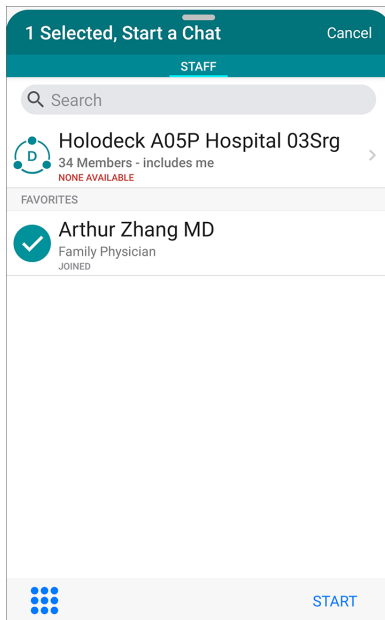 1 Selected, Start a Chat
Cancel
STAFF
Search
D
Holodeck A05P Hospital 03Srg
34 Members - includes me
NONE AVAILABLE
FAVORITES
Arthur Zhang MD
Family Physician
JOINED
START